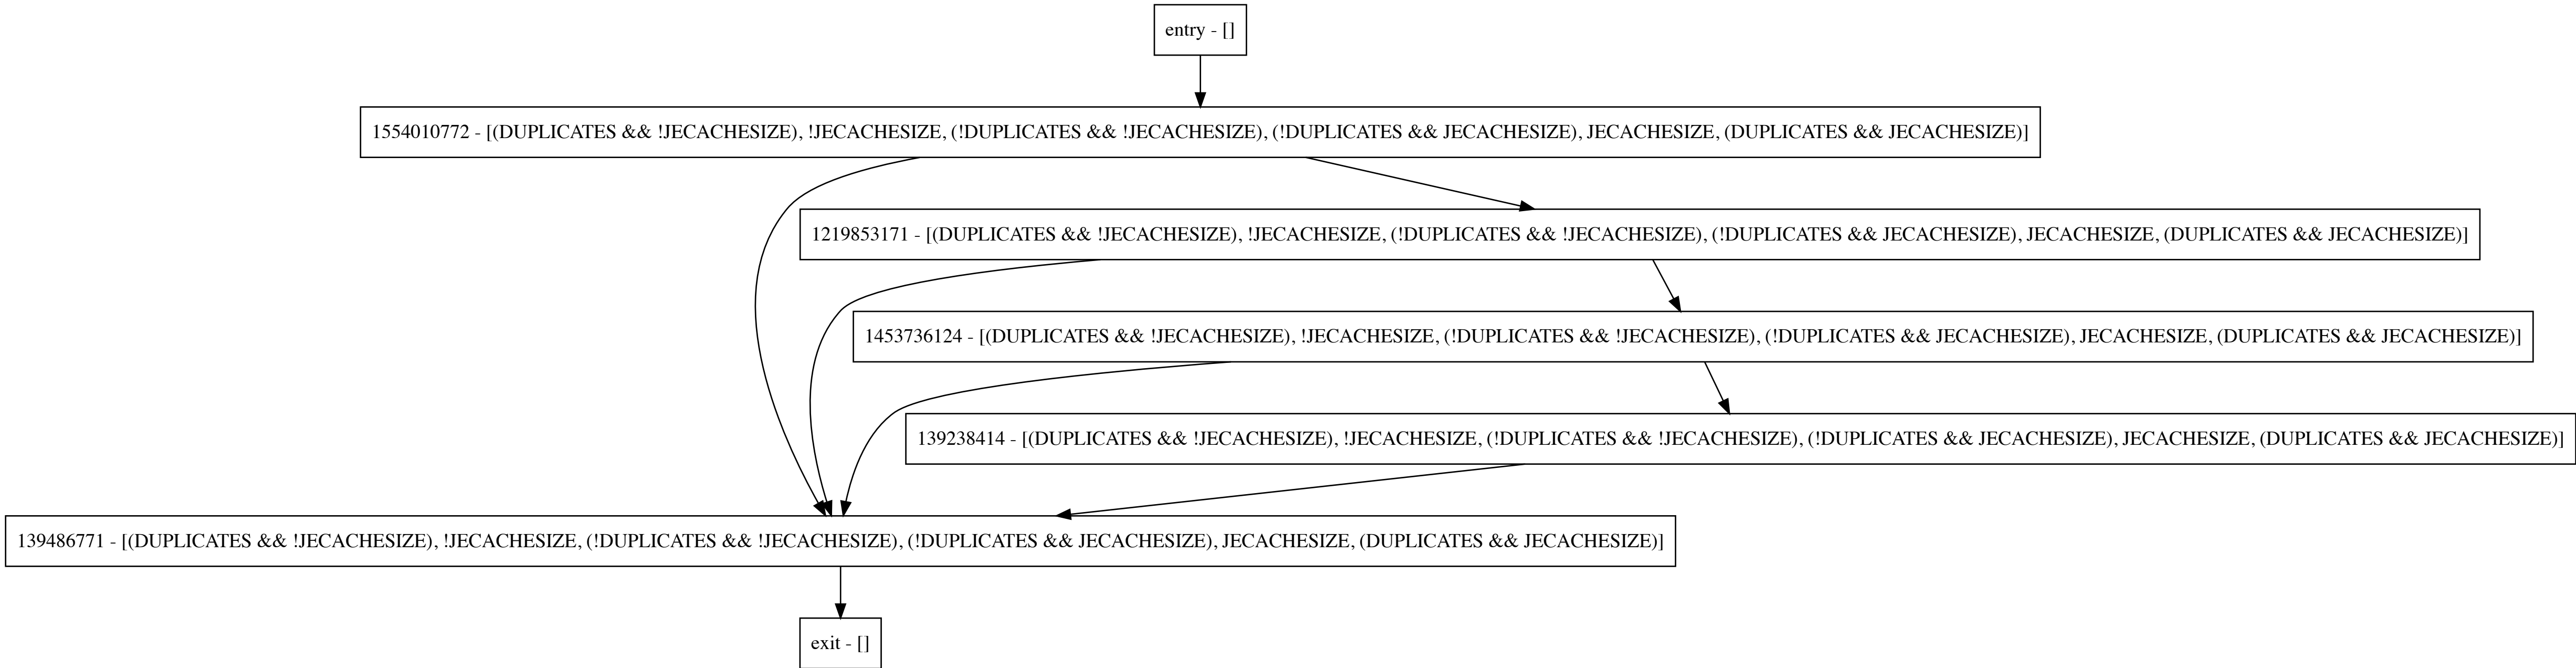 entry - []
1554010772 - [(DUPLICATES && !JECACHESIZE), !JECACHESIZE, (!DUPLICATES && !JECACHESIZE), (!DUPLICATES && JECACHESIZE), JECACHESIZE, (DUPLICATES && JECACHESIZE)]
1219853171 - [(DUPLICATES && !JECACHESIZE), !JECACHESIZE, (!DUPLICATES && !JECACHESIZE), (!DUPLICATES && JECACHESIZE), JECACHESIZE, (DUPLICATES && JECACHESIZE)]
1453736124 - [(DUPLICATES && !JECACHESIZE), !JECACHESIZE, (!DUPLICATES && !JECACHESIZE), (!DUPLICATES && JECACHESIZE), JECACHESIZE, (DUPLICATES && JECACHESIZE)]
139238414 - [(DUPLICATES && !JECACHESIZE), !JECACHESIZE, (!DUPLICATES && !JECACHESIZE), (!DUPLICATES && JECACHESIZE), JECACHESIZE, (DUPLICATES && JECACHESIZE)]
139486771 - [(DUPLICATES && !JECACHESIZE), !JECACHESIZE, (!DUPLICATES && !JECACHESIZE), (!DUPLICATES && JECACHESIZE), JECACHESIZE, (DUPLICATES && JECACHESIZE)]
exit - []